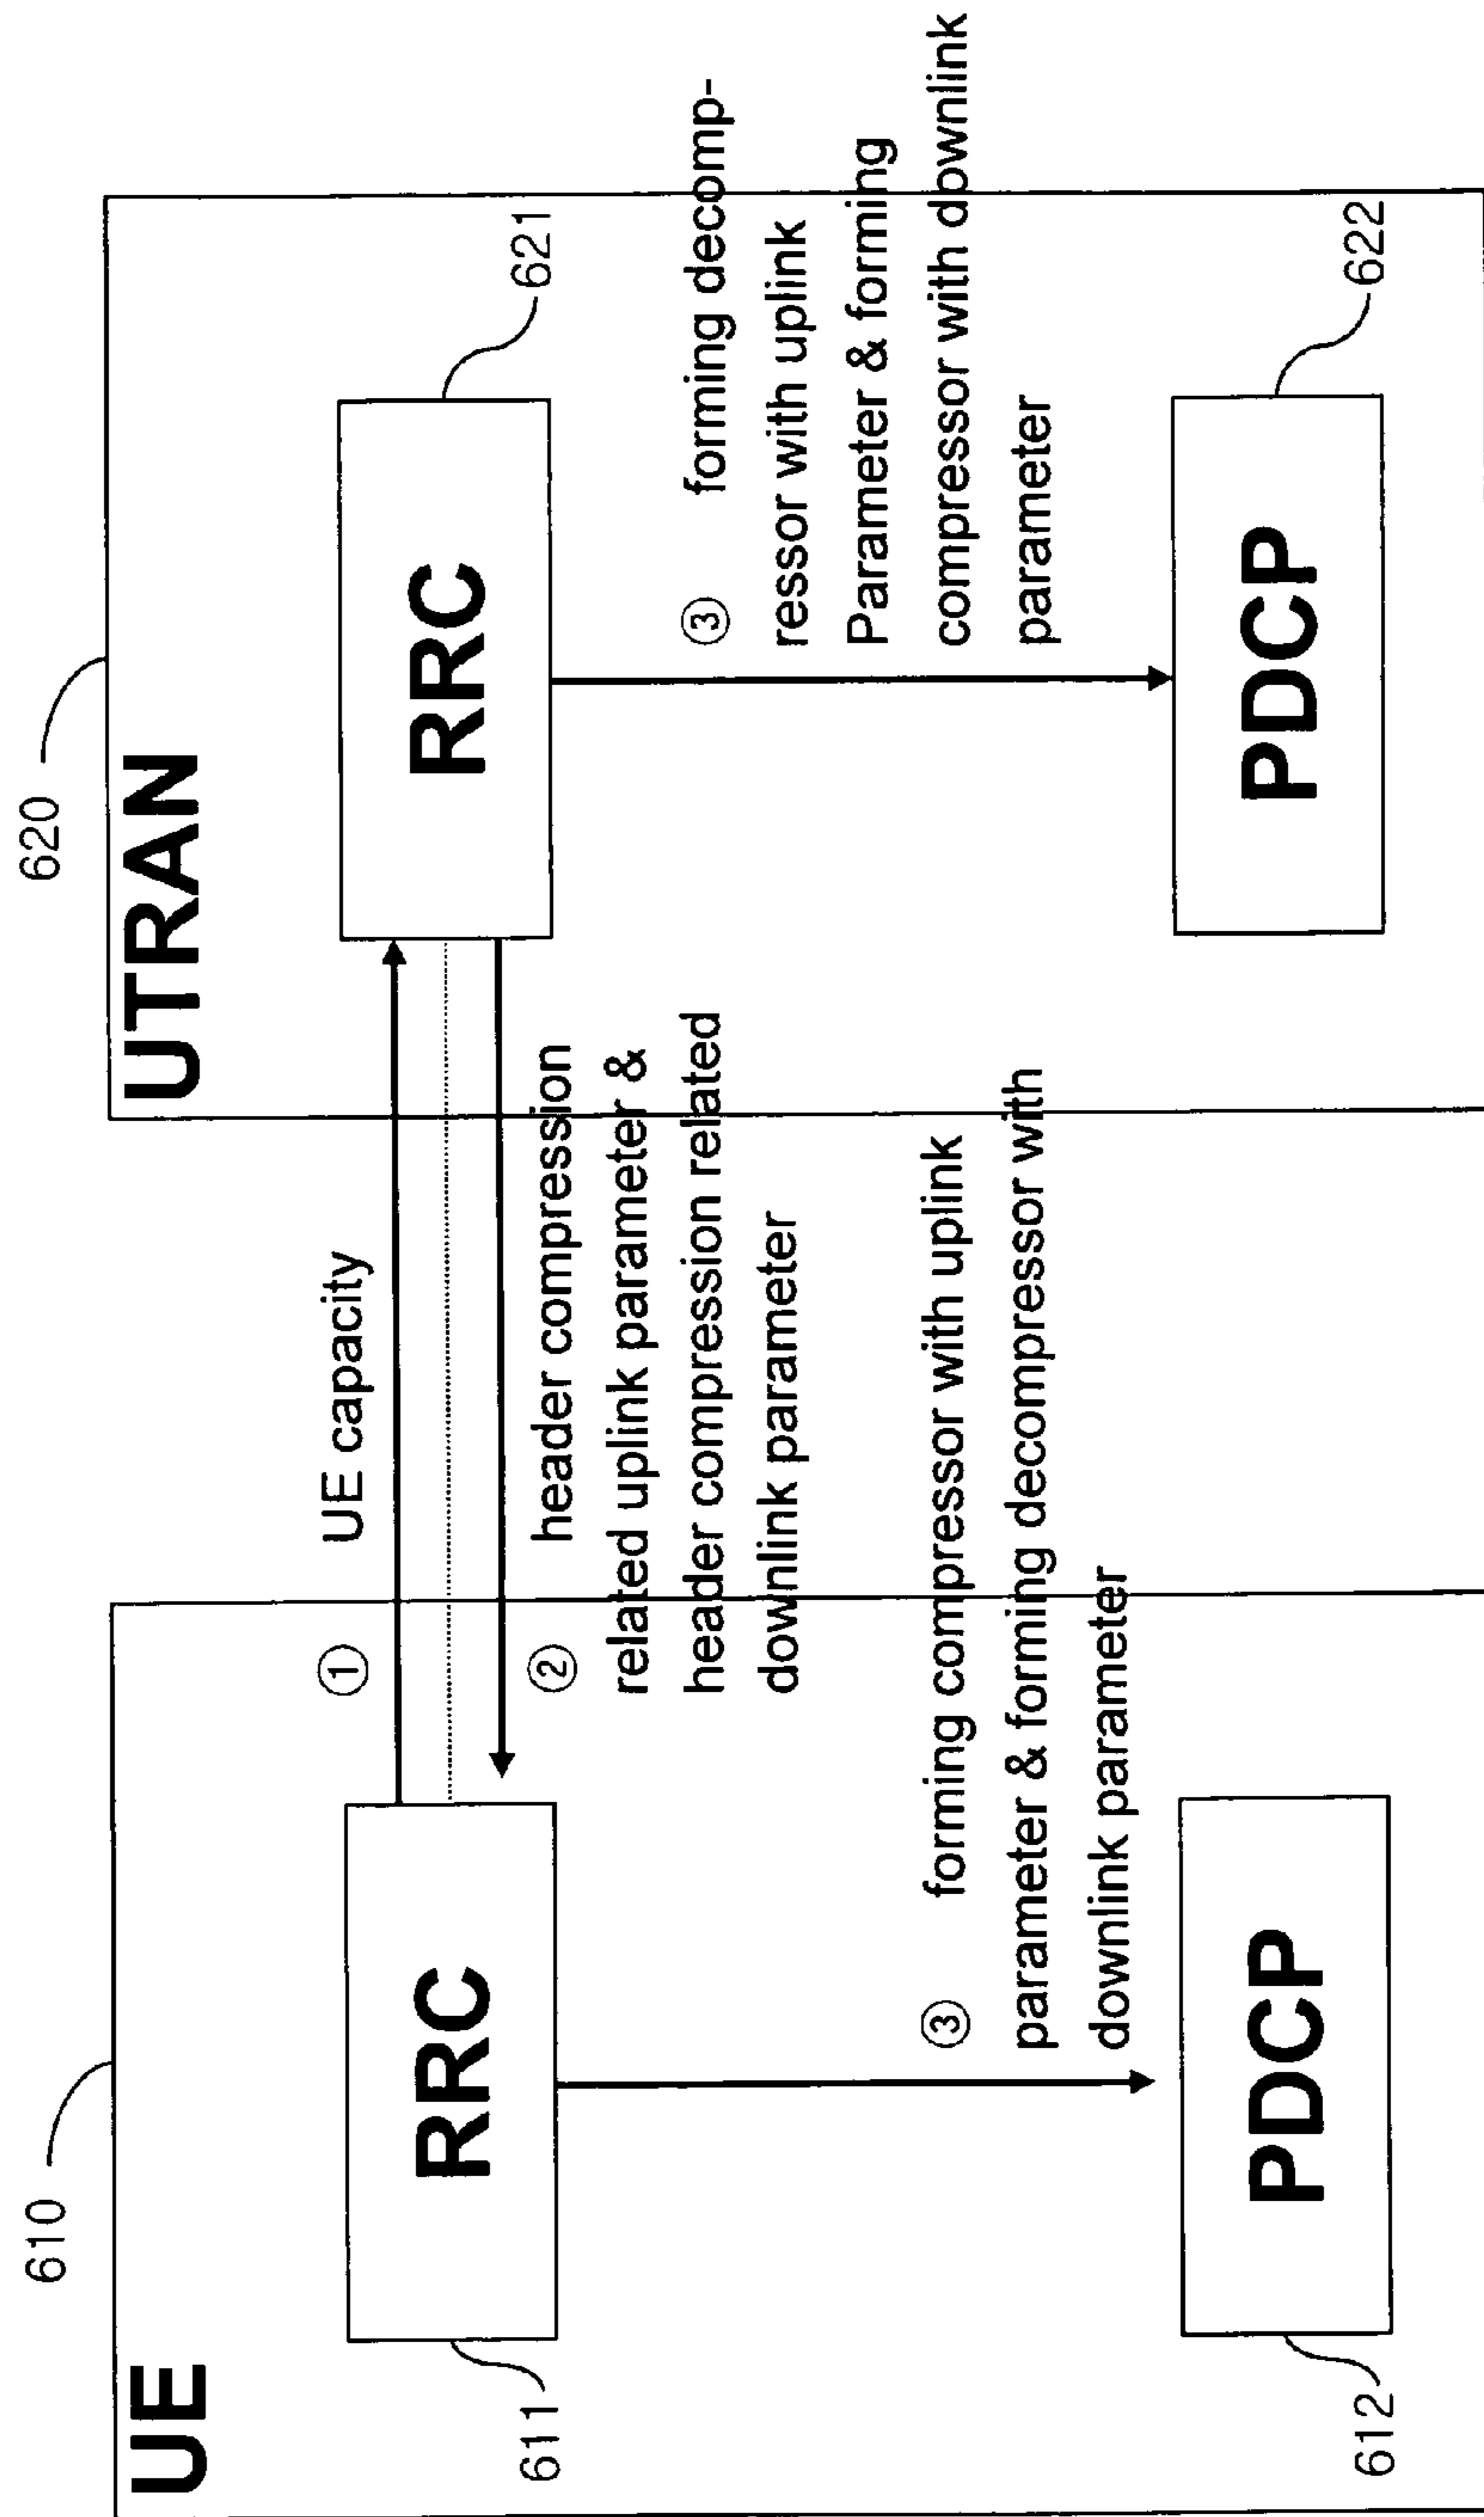 610
620
UE
UTRAN
RRC
611
RRC
621
① UE capacity
② header compression
related uplink parameter &
header compression related
downlink parameter
③ forming compressor with uplink
parameter & forming decompressor with
downlink parameter
③ forming decomp-
ressor with uplink
Parameter & forming
compressor with downlink
parameter
PDCP
612
PDCP
622